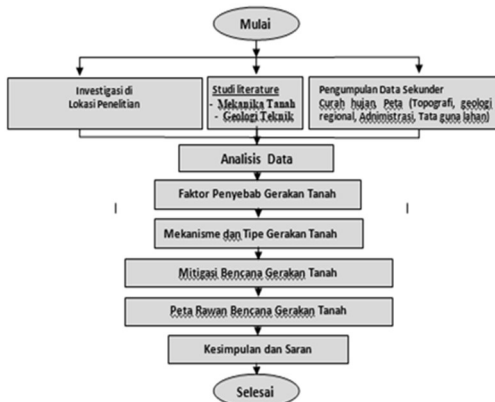 Mulai
Investigasi di
Lokasi Penelitian
Studi literature
- Mekanika Tanah
- Geologi Teknik
Pengumpulan Data Sekunder
Curah hujan, Peta (Topografi, geologi
regional, Adnimistrasi, Tata guna lahan)
Analisis Data
Faktor Penyebab Gerakan Tanah
Mekanisme dan Tipe Gerakan Tanah
Mitigasi Bencana Gerakan Tanah
Peta Rawan Bencana Gerakan Tanah
Kesimpulan dan Saran
Selesai